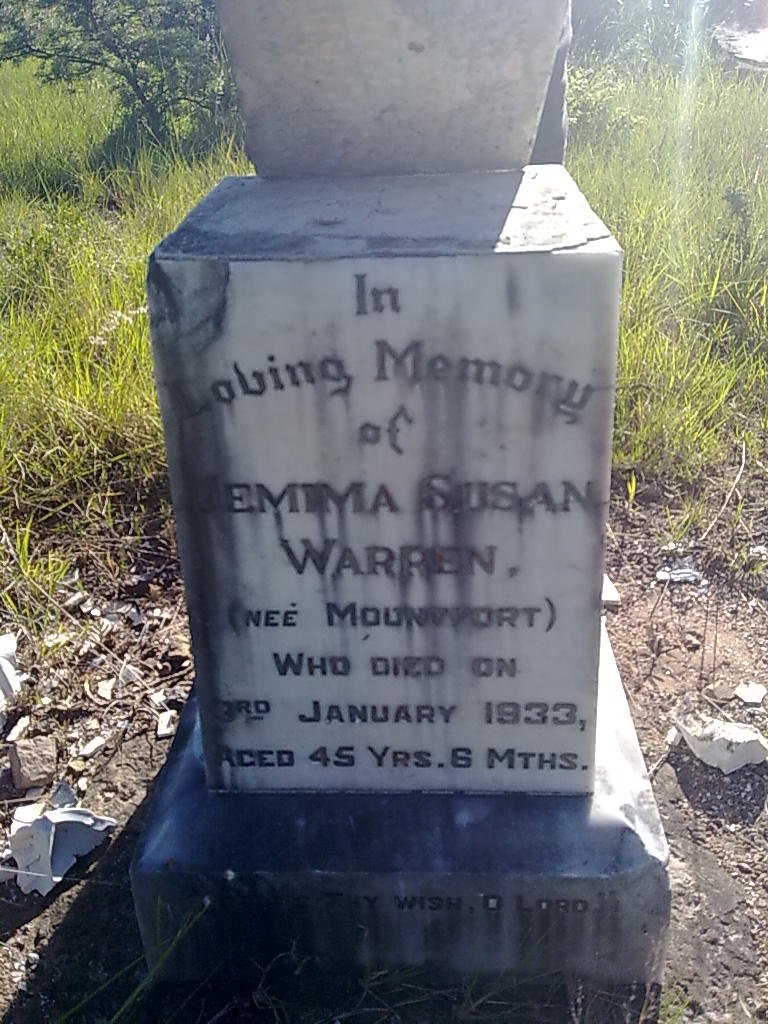 In
Loving Memory
of
JEMIMA SUSAN
WARREN,
(NEÉ MOUNTFORT)
WHO DIED ON
3RD JANUARY 1933,
AGED 45 YRS. 6 MTHS.
THY WISH, O LORD